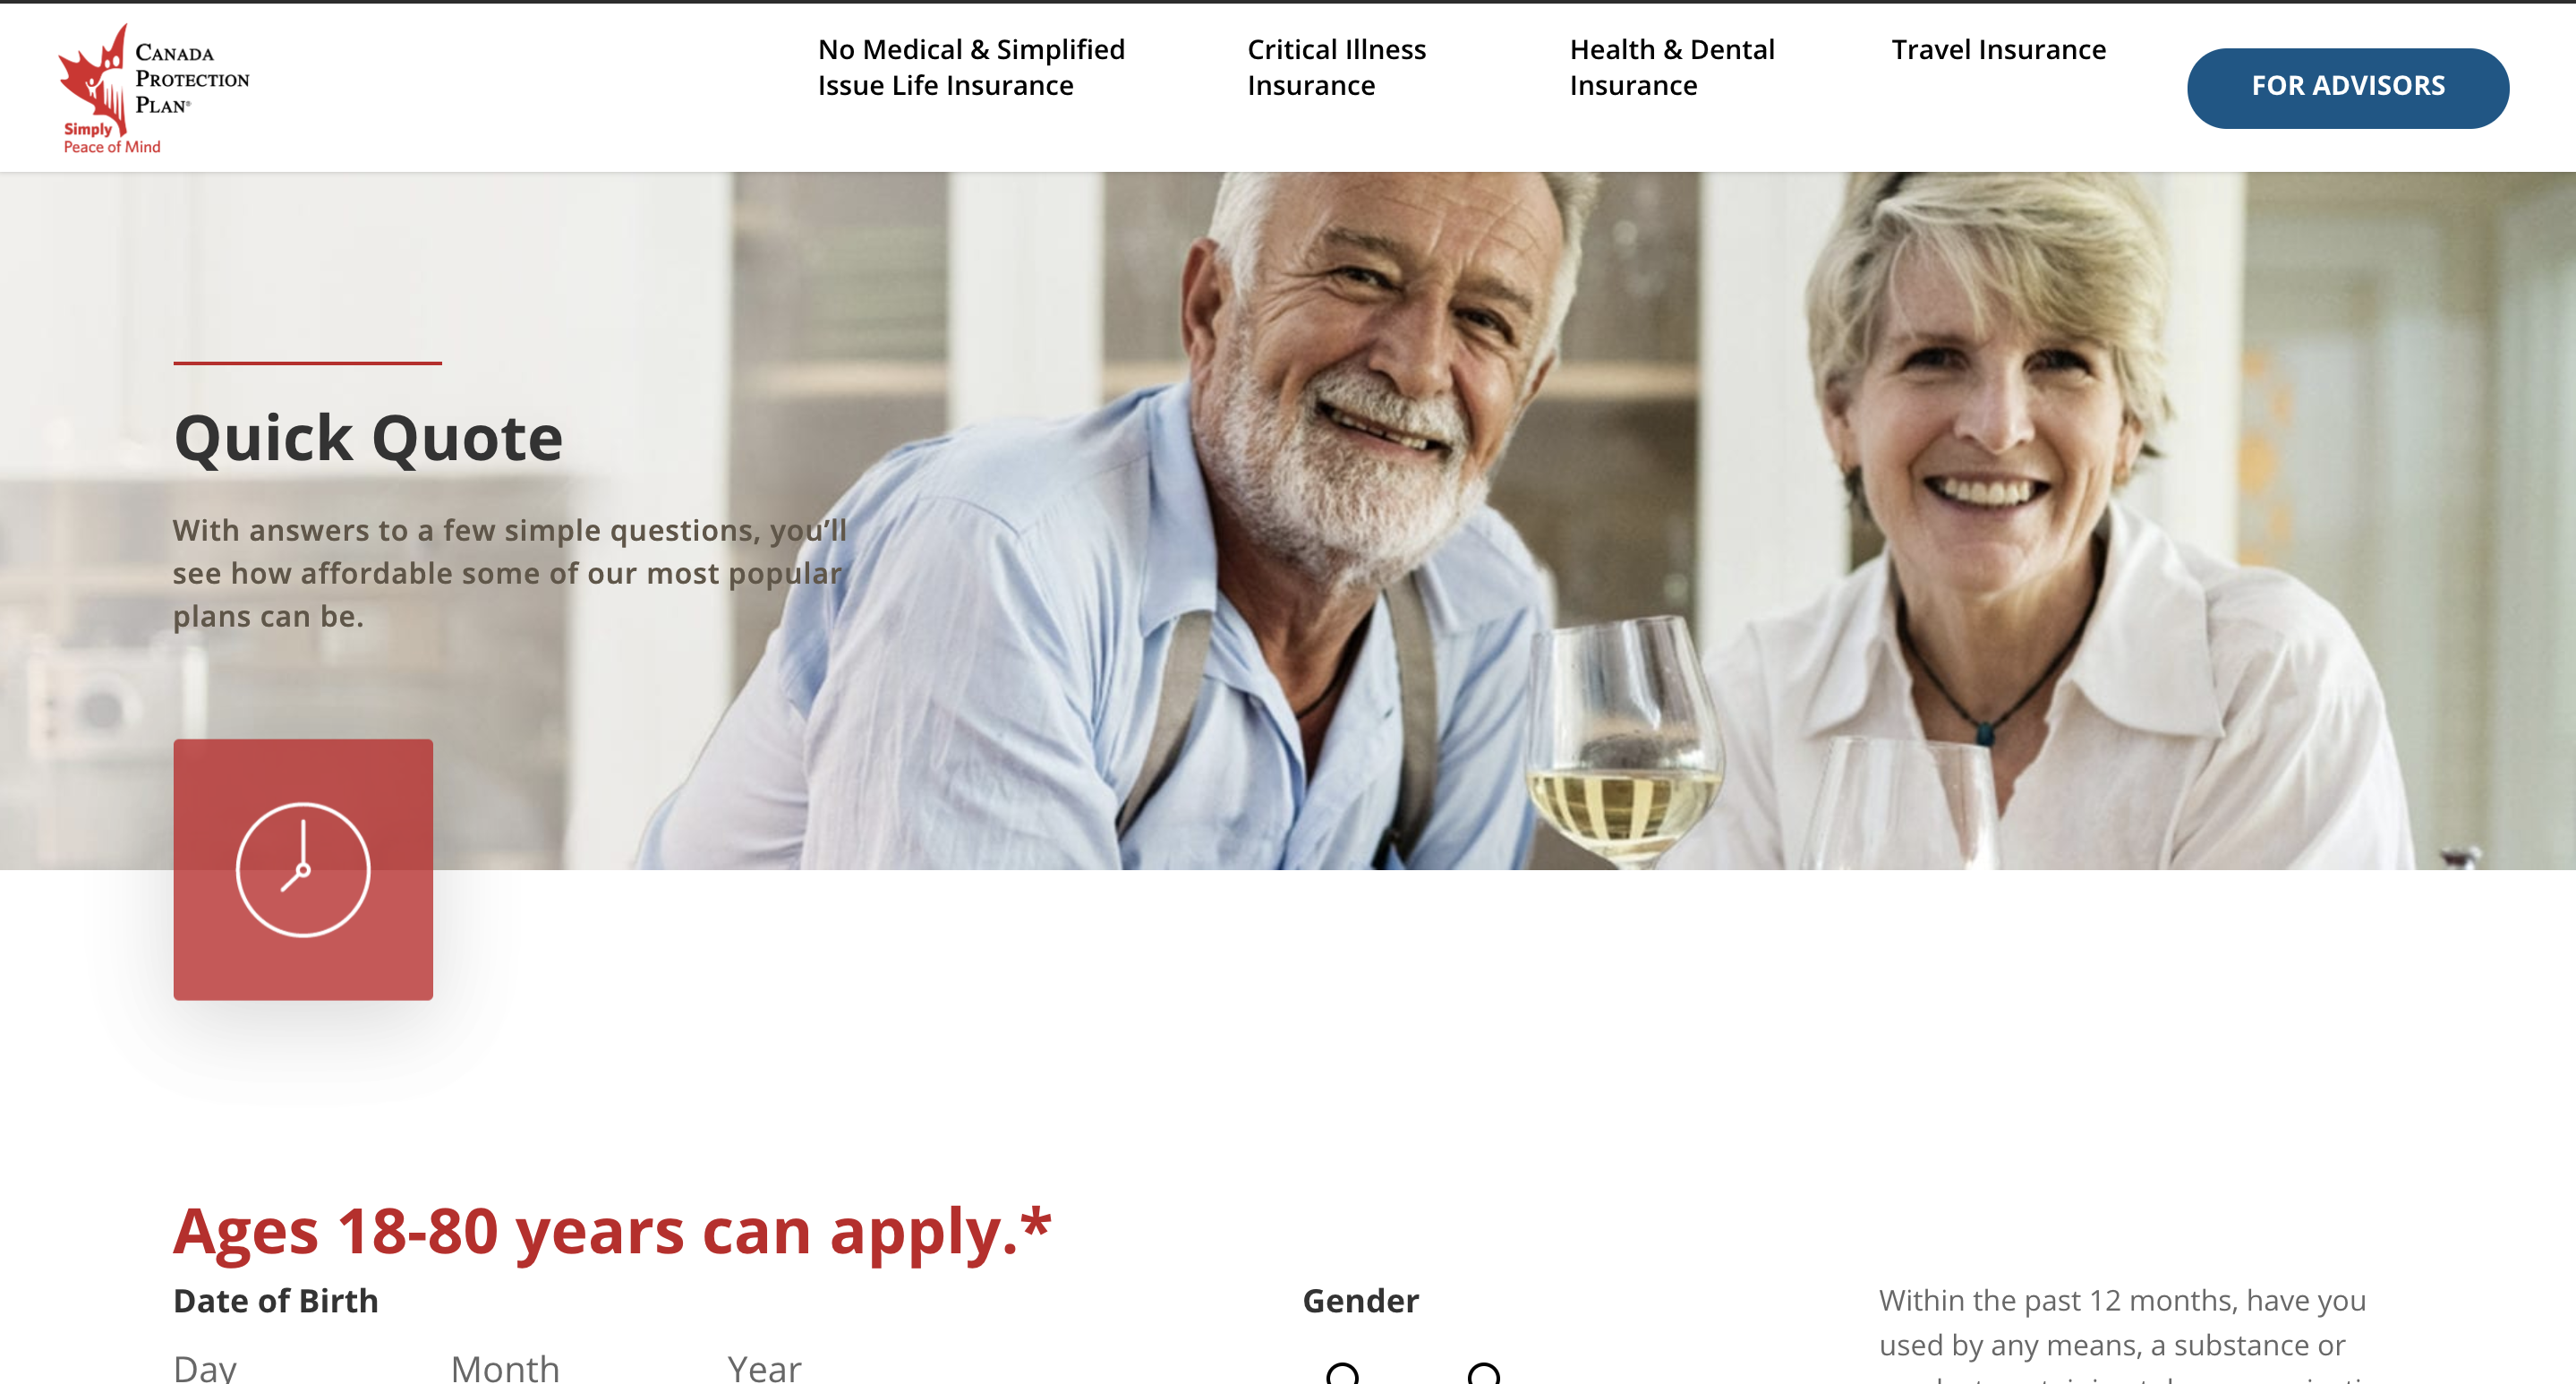 CANADA
PROTECTION
PLAN®
Simply
Peace of Mind
No Medical & Simplified
Issue Life Insurance
Critical Illness
Insurance
Health & Dental
Insurance
Travel Insurance
FOR ADVISORS
Quick Quote
With answers to a few simple questions, you’ll
see how affordable some of our most popular
plans can be.
Ages 18-80 years can apply.*
Date of Birth
Day
Month
Year
Gender
Within the past 12 months, have you
used by any means, a substance or